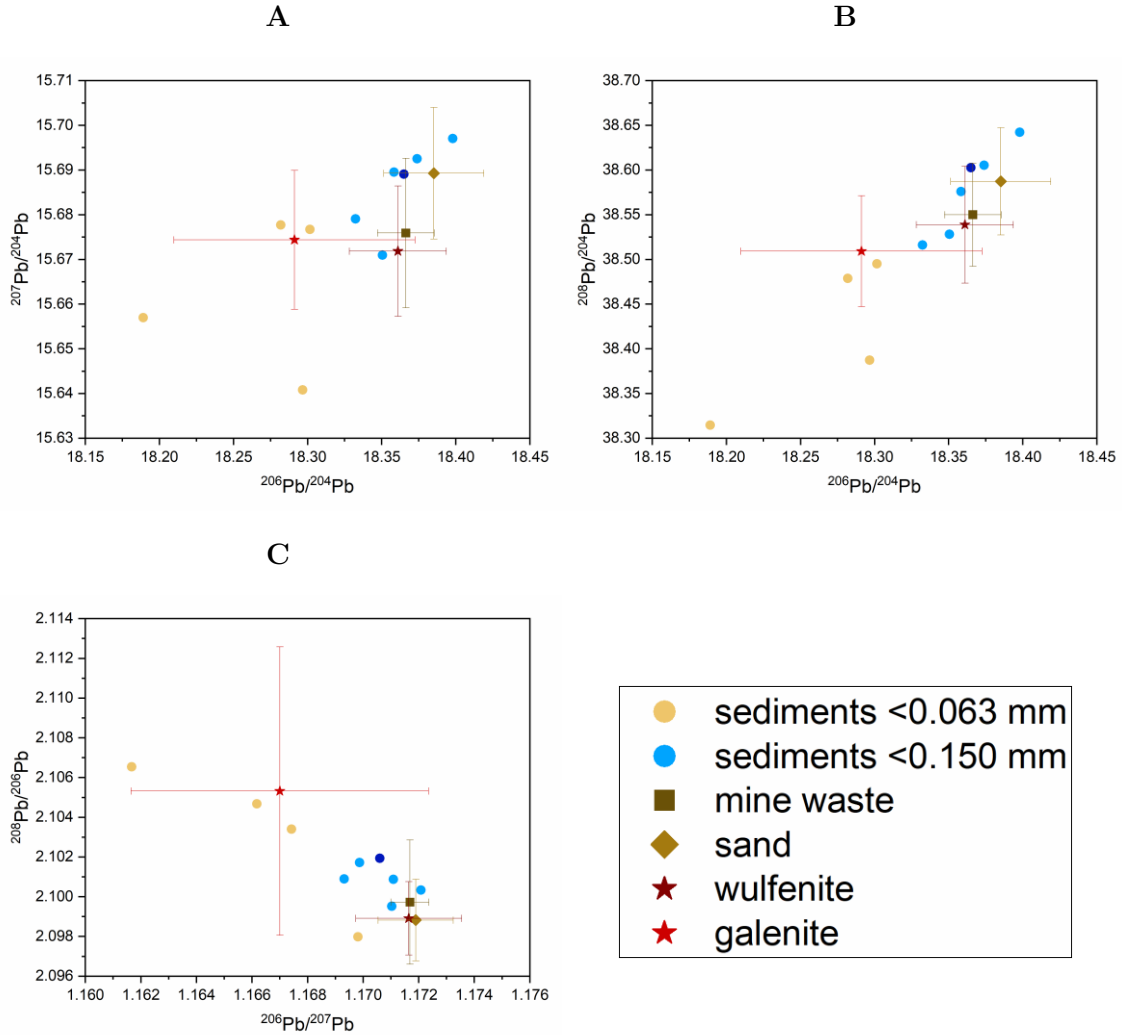 A
B
15.71
15.70
15.69
15.68
15.67
15.66
15.65
15.64
15.63
²⁰⁷Pb/²⁰⁴Pb
18.15 18.20 18.25 18.30 18.35 18.40 18.45
²⁰⁶Pb/²⁰⁴Pb
38.70
38.65
38.60
38.55
38.50
38.45
38.40
38.35
38.30
²⁰⁸Pb/²⁰⁴Pb
18.15 18.20 18.25 18.30 18.35 18.40 18.45
²⁰⁶Pb/²⁰⁴Pb
C
2.114
2.112
2.110
2.108
2.106
2.104
2.102
2.100
2.098
2.096
²⁰⁸Pb/²⁰⁶Pb
1.160 1.162 1.164 1.166 1.168 1.170 1.172 1.174 1.176
²⁰⁶Pb/²⁰⁷Pb
sediments <0.063 mm
sediments <0.150 mm
mine waste
sand
wulfenite
galenite